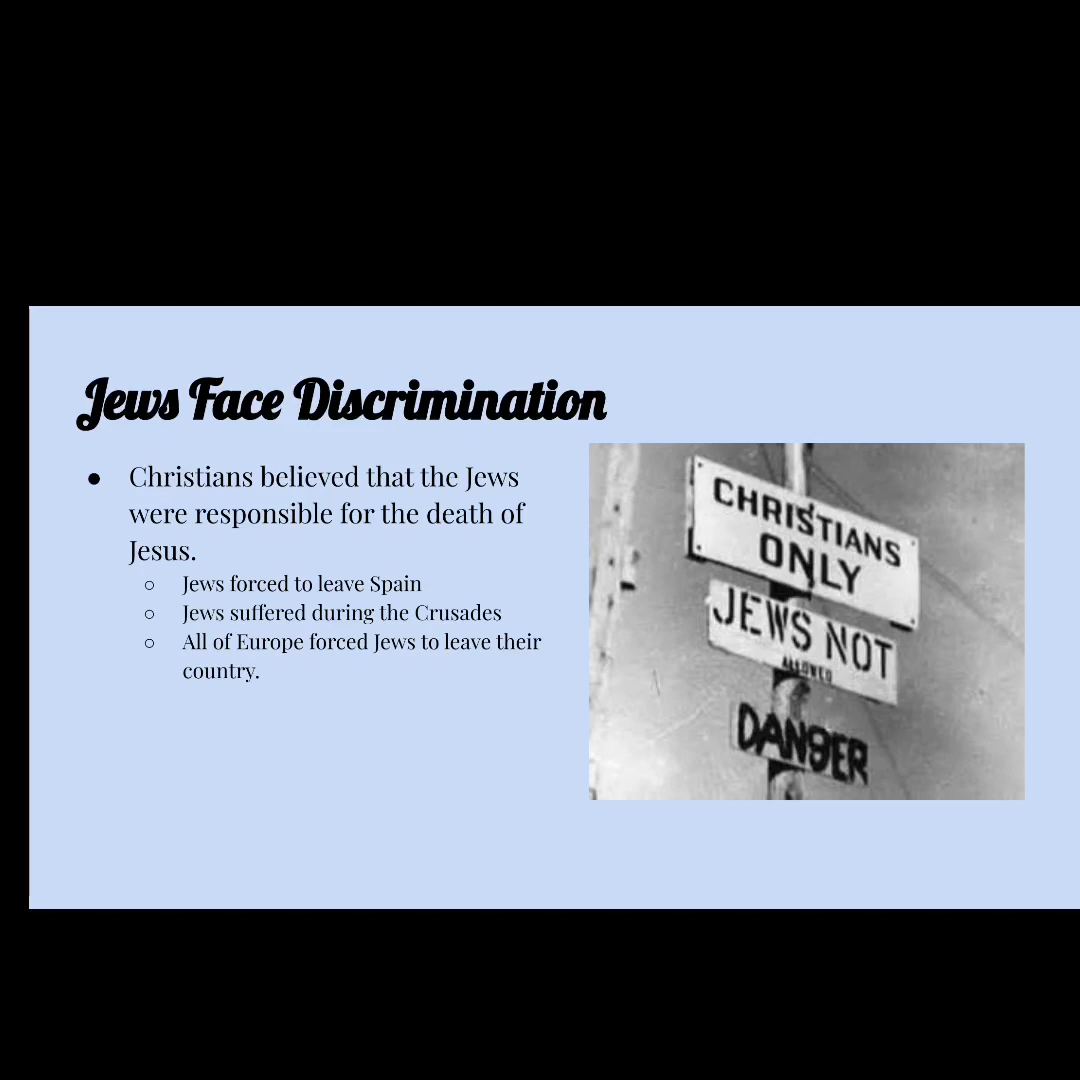 Jews Face Discrimination
● Christians believed that the Jews
were responsible for the death of
Jesus.
○ Jews forced to leave Spain
○ Jews suffered during the Crusades
○ All of Europe forced Jews to leave their
country.
CHRISTIANS
ONLY
JEWS NOT
ALLOWED
DANGER